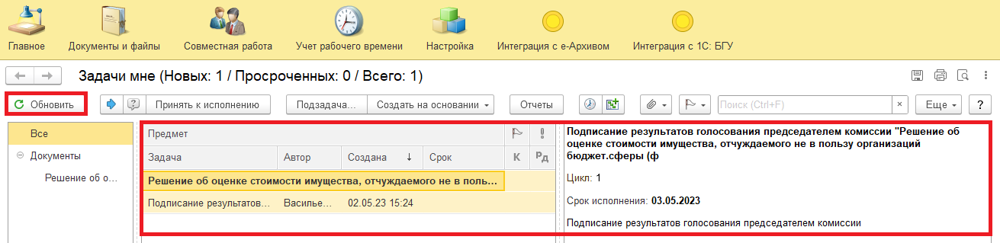 Главное Документы и файлы Совместная работа Учет рабочего времени Настройка Интеграция с е-Архивом Интеграция с 1С: БГУ
Задачи мне (Новых: 1 / Просроченных: 0 / Всего: 1)
Обновить Принять к исполнению Подзадача... Создать на основании Отчеты Поиск (Ctrl+F) × Еще ?
Все
Документы
Решение об о...
Предмет
Задача Автор Создана ↓ Срок К Рд
Решение об оценке стоимости имущества, отчуждаемого не в поль...
Подписание результатов... Василье... 02.05.23 15:24
Подписание результатов голосования председателем комиссии "Решение об
оценке стоимости имущества, отчуждаемого не в пользу организаций
бюджет.сферы (ф
Цикл: 1
Срок исполнения: 03.05.2023
Подписание результатов голосования председателем комиссии